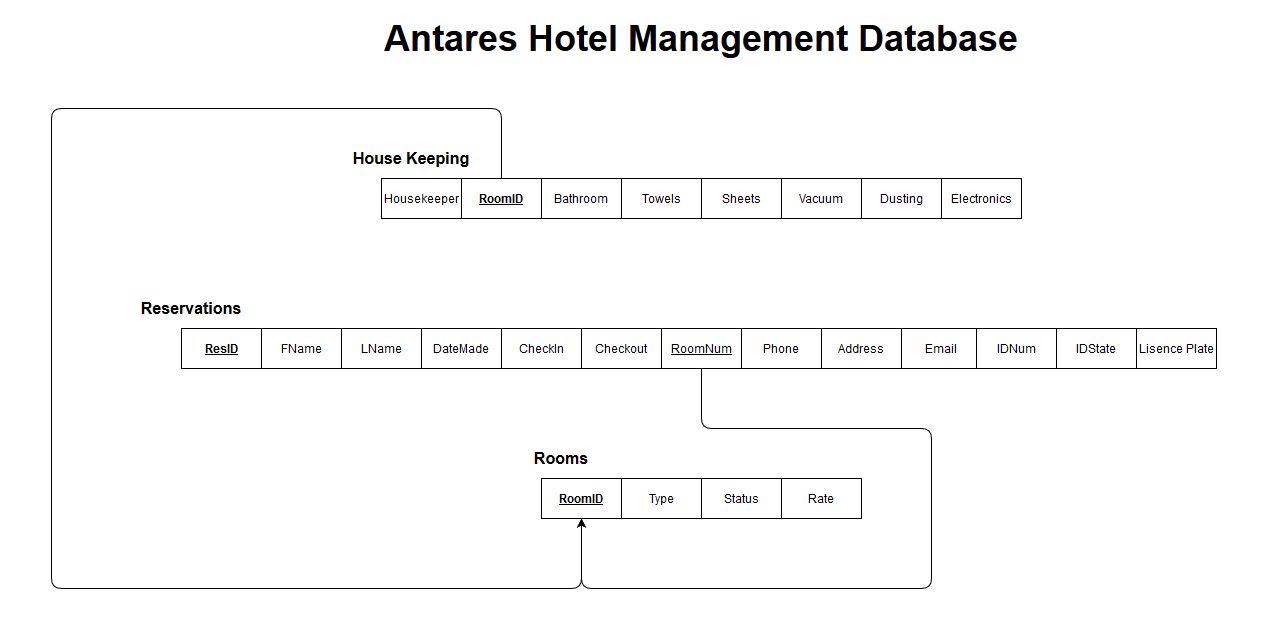 Antares Hotel Management Database
House Keeping
Housekeeper RoomID Bathroom Towels Sheets Vacuum Dusting Electronics
Reservations
ResID FName LName DateMade CheckIn Checkout RoomNum Phone Address Email IDNum IDState Lisence Plate
Rooms
RoomID Type Status Rate